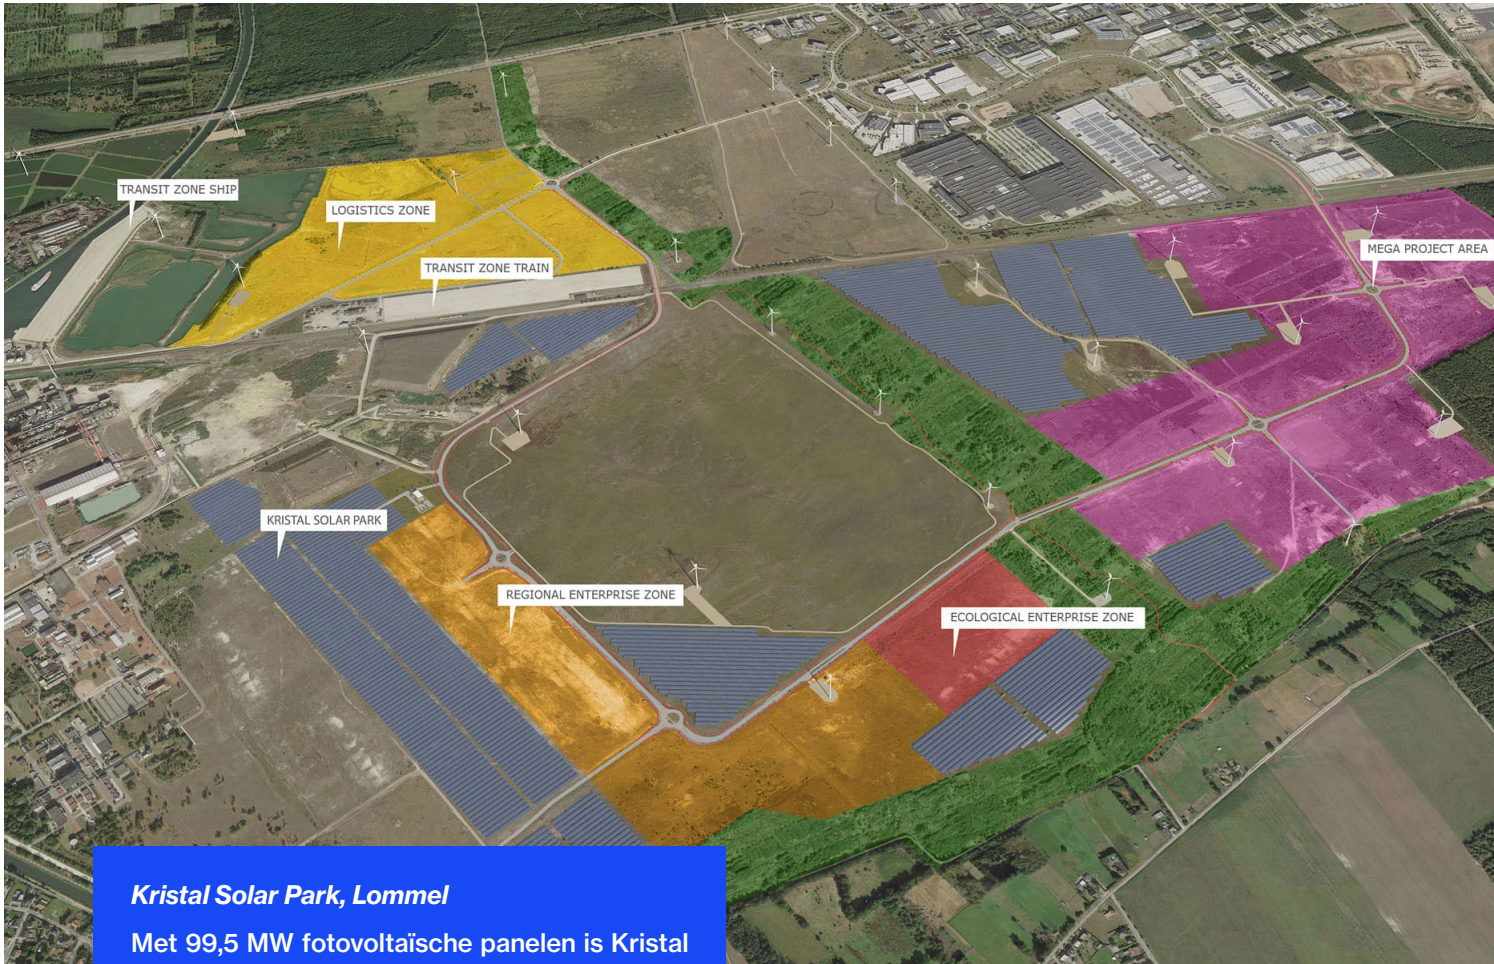 TRANSIT ZONE SHIP
LOGISTICS ZONE
TRANSIT ZONE TRAIN
MEGA PROJECT AREA
KRISTAL SOLAR PARK
REGIONAL ENTERPRISE ZONE
ECOLOGICAL ENTERPRISE ZONE
Kristal Solar Park, Lommel
Met 99,5 MW fotovoltaïsche panelen is Kristal